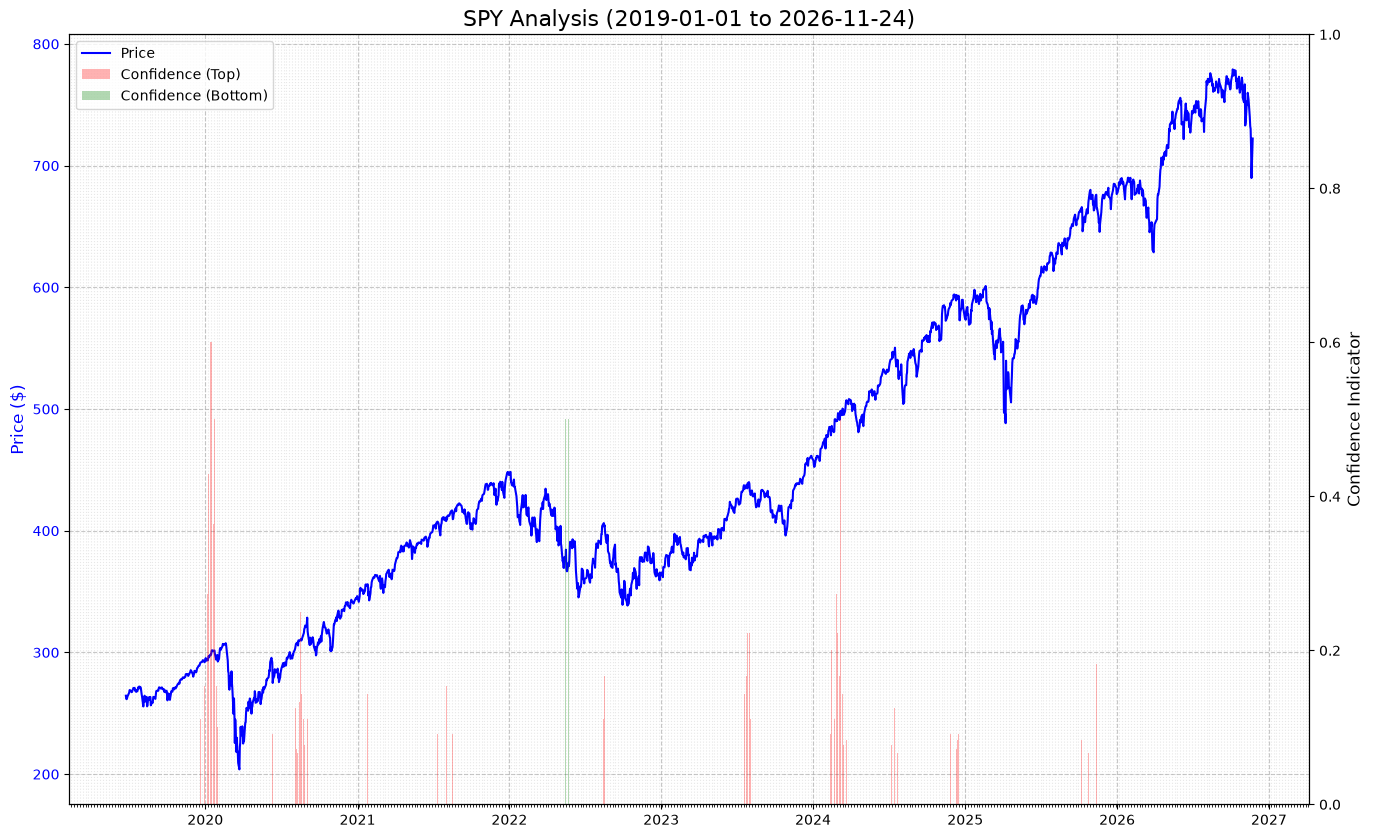 SPY Analysis (2019-01-01 to 2026-11-24)
Price
Confidence (Top)
Confidence (Bottom)
Price ($)
800
700
600
500
400
300
200
1.0
0.8
0.6
0.4
0.2
0.0
Confidence Indicator
2020 2021 2022 2023 2024 2025 2026 2027